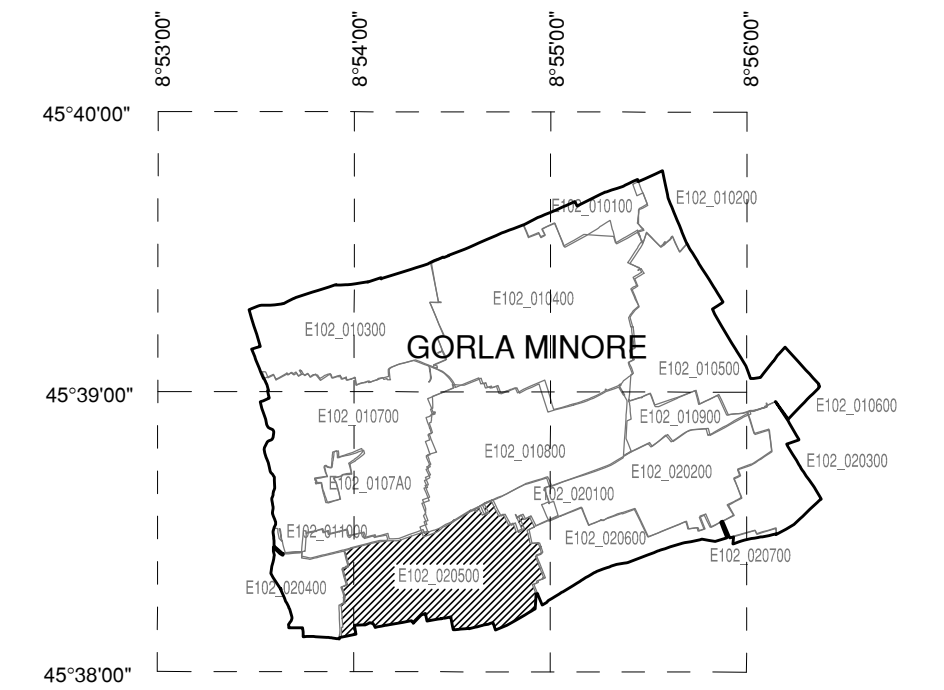 8°53'00"
8°54'00"
8°55'00"
8°56'00"
45°40'00"
E102_010200
E102_010100
E102_010400
E102_010300
GORLA MINORE
E102_010500
45°39'00"
E102_010600
E102_010700
E102_010900
E102_010800
E102_020300
E102_020200
E102_0107A0
E102_020100
E102_011000
E102_020600
E102_020700
E102_020500
E102_020400
45°38'00"